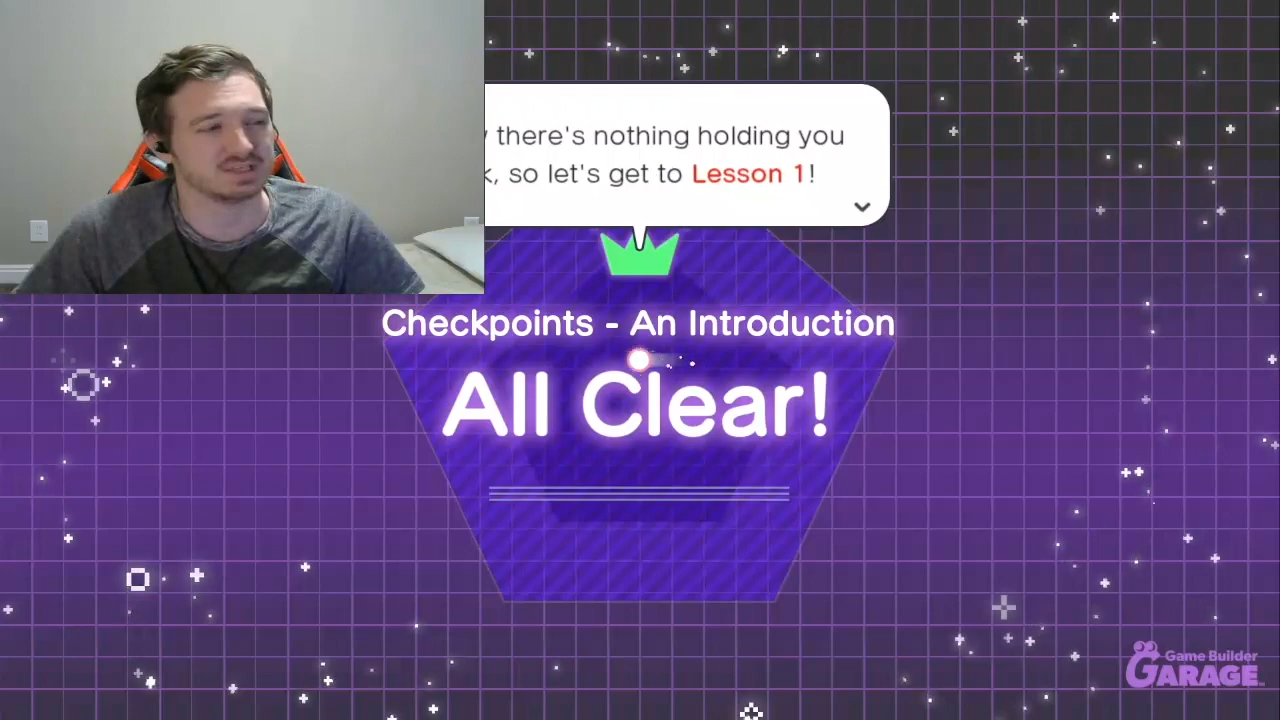 there's nothing holding you
, so let's get to Lesson 1!
Checkpoints - An Introduction
All Clear!
Game Builder
GARAGE